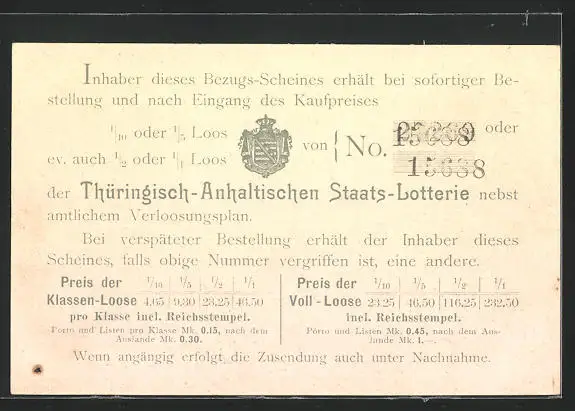 Inhaber dieses Bezugs-Scheines erhält bei sofortiger Be-
stellung und nach Eingang des Kaufpreises
1/10 oder 1/5 Loos von { No. oder
ev. auch 1/2 oder 1/1 Loos 15688
der Thüringisch-Anhaltischen Staats-Lotterie nebst
amtlichem Verloosungsplan.
Bei verspäteter Bestellung erhält der Inhaber dieses
Scheines, falls obige Nummer vergriffen ist, eine andere.
Preis der 1/10 | 1/5 | 1/2 | 1/1
Klassen-Loose 4,65 | 9,30 | 23,25 | 46,50
pro Klasse incl. Reichsstempel.
Porto und Listen pro Klasse Mk. 0.15, nach dem
Auslande Mk. 0.30.
Preis der 1/10 | 1/5 | 1/2 | 1/1
Voll-Loose 23,25 | 46,50 | 116,25 | 232,50
incl. Reichsstempel.
Porto und Listen Mk. 0.45, nach dem Aus-
lande Mk. 1.—.
Wenn angängig erfolgt die Zusendung auch unter Nachnahme.